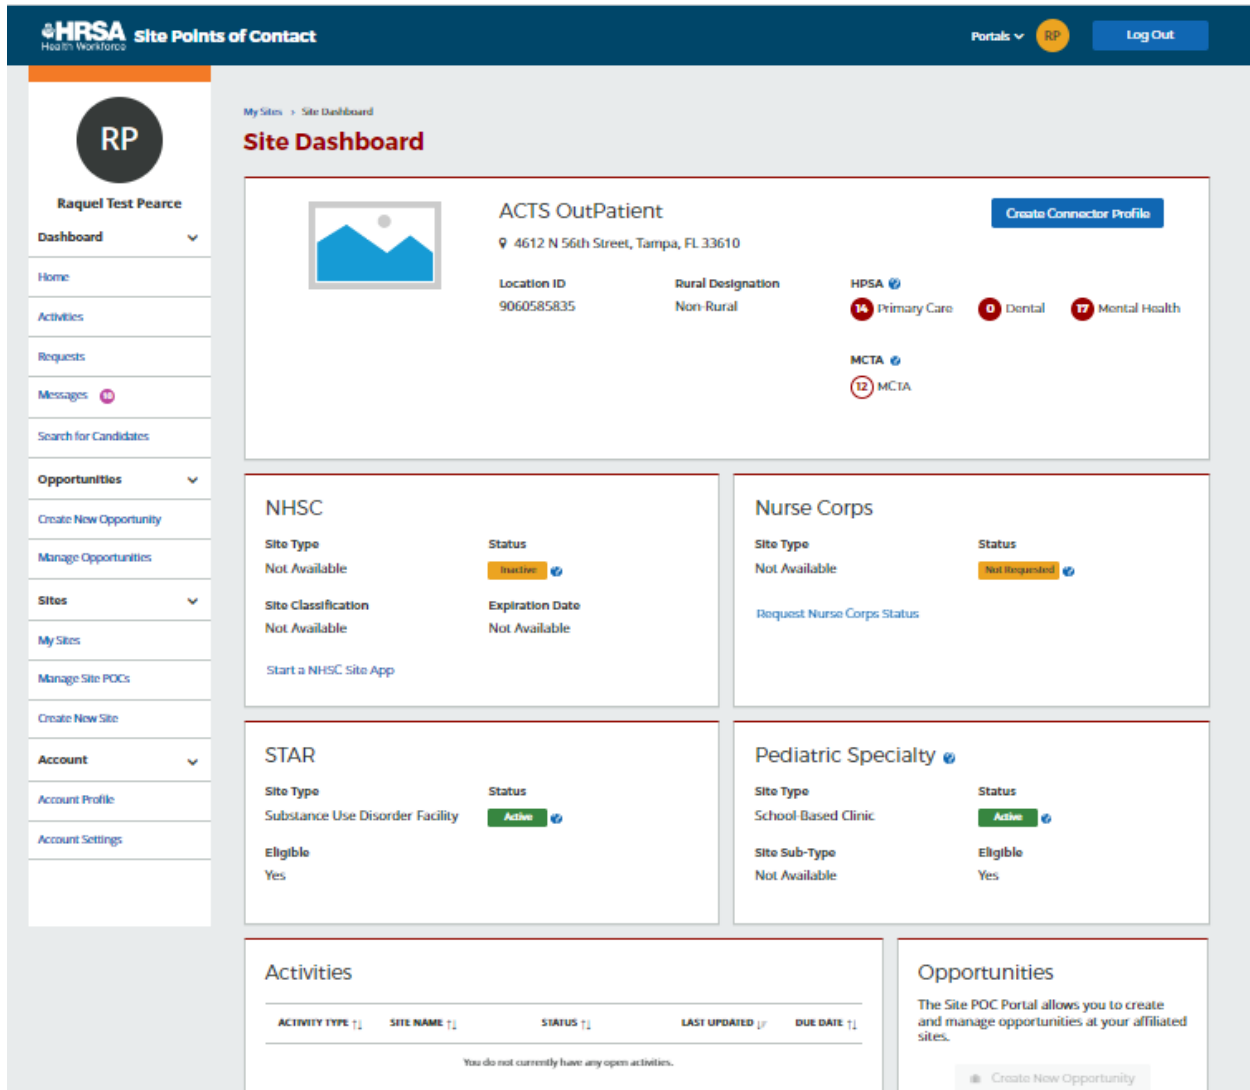 HRSA Site Points of Contact
Health Workforce
Portals
RP
Log Out
RP
Raquel Test Pearce
Dashboard
Home
Activities
Requests
Messages 10
Search for Candidates
Opportunities
Create New Opportunity
Manage Opportunities
Sites
My Sites
Manage Site POCs
Create New Site
Account
Account Profile
Account Settings
My Sites > Site Dashboard
Site Dashboard
ACTS OutPatient
Create Connector Profile
4612 N 56th Street, Tampa, FL 33610
Location ID Rural Designation HPSA
9060585835 Non-Rural 14 Primary Care 0 Dental 17 Mental Health
MCTA
12 MCTA
NHSC
Site Type Status
Not Available Inactive
Site Classification Expiration Date
Not Available Not Available
Start a NHSC Site App
Nurse Corps
Site Type Status
Not Available Not Requested
Request Nurse Corps Status
STAR
Site Type Status
Substance Use Disorder Facility Active
Eligible
Yes
Pediatric Specialty
Site Type Status
School-Based Clinic Active
Site Sub-Type Eligible
Not Available Yes
Activities
ACTIVITY TYPE SITE NAME STATUS LAST UPDATED DUE DATE
You do not currently have any open activities.
Opportunities
The Site POC Portal allows you to create
and manage opportunities at your affiliated
sites.
Create New Opportunity